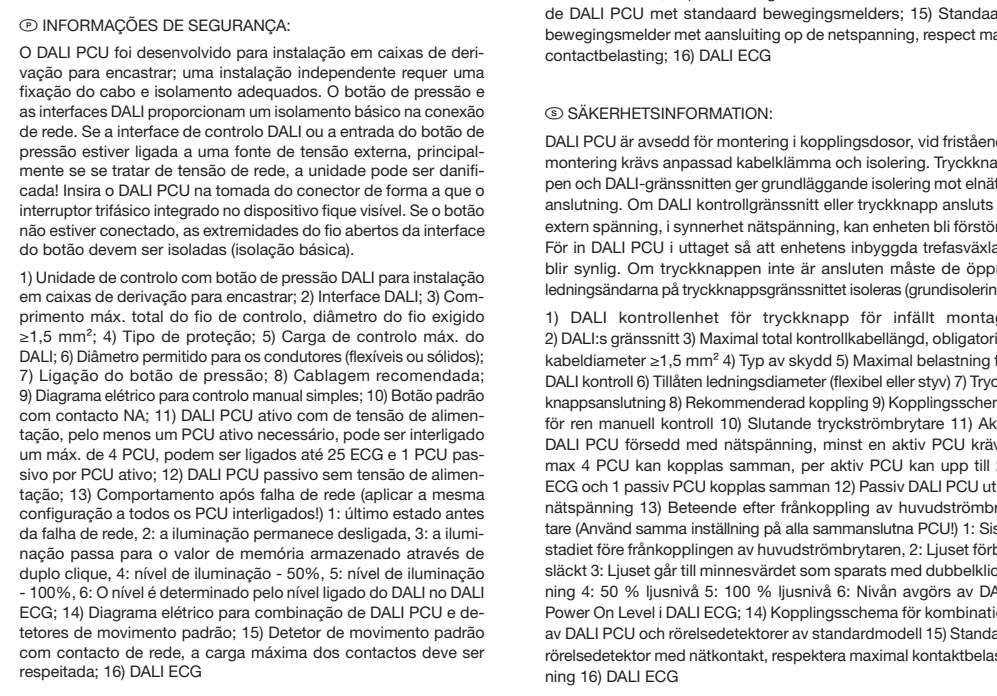 Ⓟ INFORMAÇÕES DE SEGURANÇA:
O DALI PCU foi desenvolvido para instalação em caixas de deri-
vação para encastrar; uma instalação independente requer uma
fixação do cabo e isolamento adequados. O botão de pressão e
as interfaces DALI proporcionam um isolamento básico na conexão
de rede. Se a interface de controlo DALI ou a entrada do botão de
pressão estiver ligada a uma fonte de tensão externa, principal-
mente se se tratar de tensão de rede, a unidade pode ser danifi-
cada! Insira o DALI PCU na tomada do conector de forma a que o
interruptor trifásico integrado no dispositivo fique visível. Se o botão
não estiver conectado, as extremidades do fio abertos da interface
do botão devem ser isoladas (isolação básica).
1) Unidade de controlo com botão de pressão DALI para instalação
em caixas de derivação para encastrar; 2) Interface DALI; 3) Com-
primento máx. total do fio de controlo, diâmetro do fio exigido
≥1,5 mm²; 4) Tipo de proteção; 5) Carga de controlo máx. do
DALI; 6) Diâmetro permitido para os condutores (flexíveis ou sólidos);
7) Ligação do botão de pressão; 8) Cablagem recomendada;
9) Diagrama elétrico para controlo manual simples; 10) Botão padrão
com contacto NA; 11) DALI PCU ativo com de tensão de alimen-
tação, pelo menos um PCU ativo necessário, pode ser interligado
um máx. de 4 PCU, podem ser ligados até 25 ECG e 1 PCU pas-
sivo por PCU ativo; 12) DALI PCU passivo sem tensão de alimen-
tação; 13) Comportamento após falha de rede (aplicar a mesma
configuração a todos os PCU interligados!) 1: último estado antes
da falha de rede, 2: a iluminação permanece desligada, 3: a ilumi-
nação passa para o valor de memória armazenado através de
duplo clique, 4: nível de iluminação - 50%, 5: nível de iluminação
- 100%, 6: O nível é determinado pelo nível ligado do DALI no DALI
ECG; 14) Diagrama elétrico para combinação de DALI PCU e de-
tetores de movimento padrão; 15) Detetor de movimento padrão
com contacto de rede, a carga máxima dos contactos deve ser
respeitada; 16) DALI ECG
de DALI PCU met standaard bewegingsmelders; 15) Standaa
bewegingsmelder met aansluiting op de netspanning, respect ma
contactbelasting; 16) DALI ECG
Ⓢ SÄKERHETSINFORMATION:
DALI PCU är avsedd för montering i kopplingsdosor, vid friståend
montering krävs anpassad kabelklämma och isolering. Tryckkna
pen och DALI-gränssnitten ger grundläggande isolering mot elnät
anslutning. Om DALI kontrollgränssnitt eller tryckknapp ansluts
extern spänning, i synnerhet nätspänning, kan enheten bli förstör
För in DALI PCU i uttaget så att enhetens inbyggda trefasväxla
blir synlig. Om tryckknappen inte är ansluten måste de öppn
ledningsändarna på tryckknappsgränssnittet isoleras (grundisolerin
1) DALI kontrollenhet för tryckknapp för infällt montag
2) DALI:s gränssnitt 3) Maximal total kontrollkabellängd, obligatori
kabeldiameter ≥1,5 mm² 4) Typ av skydd 5) Maximal belastning f
DALI kontroll 6) Tillåten ledningsdiameter (flexibel eller styv) 7) Tryc
knappsanslutning 8) Rekommenderad koppling 9) Kopplingsschem
för ren manuell kontroll 10) Slutande tryckströmbrytare 11) Ak
DALI PCU försedd med nätspänning, minst en aktiv PCU kräv
max 4 PCU kan kopplas samman, per aktiv PCU kan upp till
ECG och 1 passiv PCU kopplas samman 12) Passiv DALI PCU ut
nätspänning 13) Beteende efter frånkoppling av huvudströmbr
tare (Använd samma inställning på alla sammanslutna PCU!) 1: Sis
stadiet före frånkopplingen av huvudströmbrytaren, 2: Ljuset förb
släckt 3: Ljuset går till minnesvärdet som sparats med dubbelklic
ning 4: 50 % ljusnivå 5: 100 % ljusnivå 6: Nivån avgörs av DA
Power On Level i DALI ECG; 14) Kopplingsschema för kombinatio
av DALI PCU och rörelsedetektorer av standardmodell 15) Standa
rörelsedetektor med nätkontakt, respektera maximal kontaktbelas
ning 16) DALI ECG